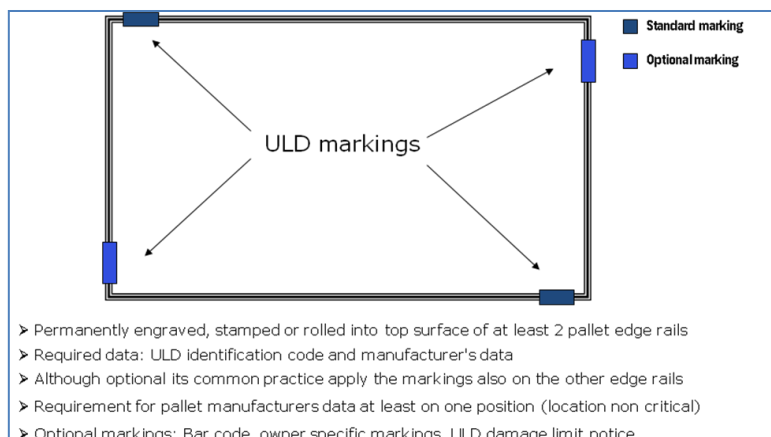 Standard marking
Optional marking
ULD markings
➢ Permanently engraved, stamped or rolled into top surface of at least 2 pallet edge rails
➢ Required data: ULD identification code and manufacturer's data
➢ Although optional its common practice apply the markings also on the other edge rails
➢ Requirement for pallet manufacturers data at least on one position (location non critical)
➢ Optional markings: Bar code, owner specific markings, ULD damage limit notice